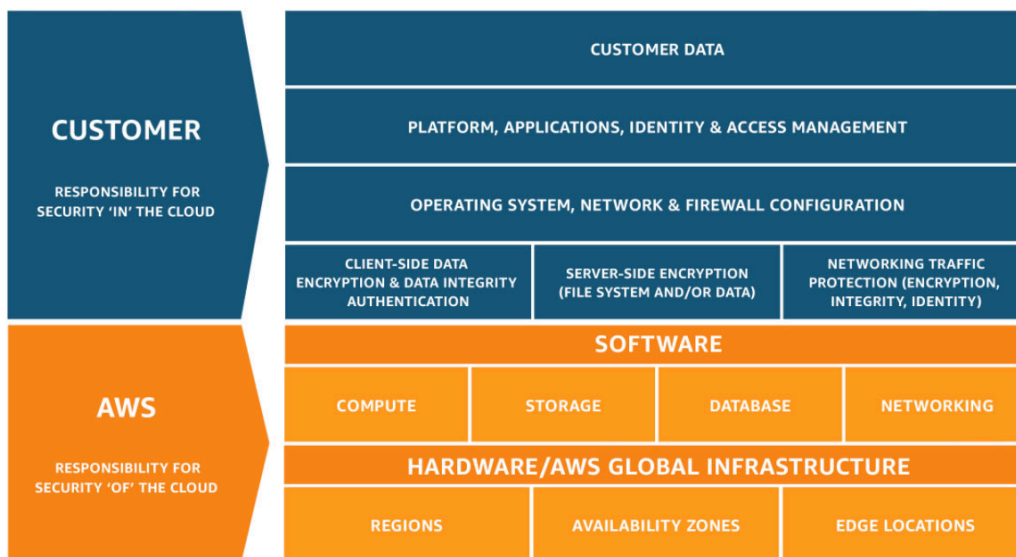 CUSTOMER
RESPONSIBILITY FOR
SECURITY ‘IN’ THE CLOUD
CUSTOMER DATA
PLATFORM, APPLICATIONS, IDENTITY & ACCESS MANAGEMENT
OPERATING SYSTEM, NETWORK & FIREWALL CONFIGURATION
CLIENT-SIDE DATA
ENCRYPTION & DATA INTEGRITY
AUTHENTICATION
SERVER-SIDE ENCRYPTION
(FILE SYSTEM AND/OR DATA)
NETWORKING TRAFFIC
PROTECTION (ENCRYPTION,
INTEGRITY, IDENTITY)
AWS
RESPONSIBILITY FOR
SECURITY ‘OF’ THE CLOUD
SOFTWARE
COMPUTE
STORAGE
DATABASE
NETWORKING
HARDWARE/AWS GLOBAL INFRASTRUCTURE
REGIONS
AVAILABILITY ZONES
EDGE LOCATIONS